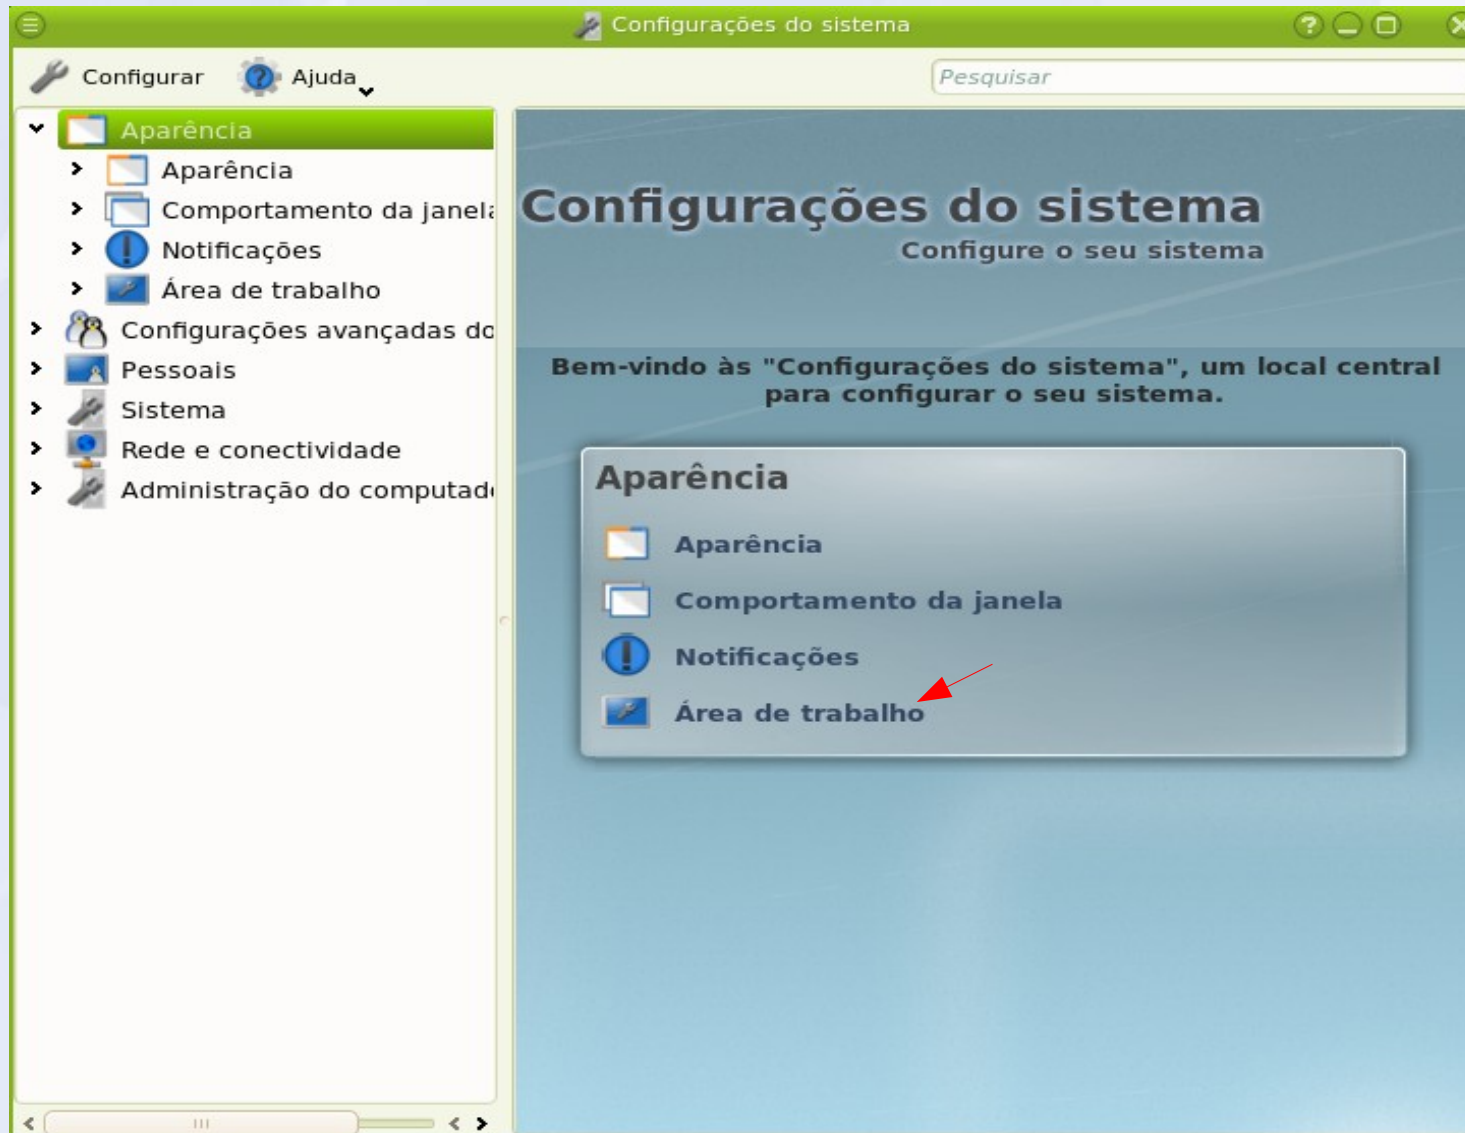 Configurações do sistema
Configurar
Ajuda
Pesquisar
Aparência
Aparência
Comportamento da janela
Notificações
Área de trabalho
Configurações avançadas do
Pessoais
Sistema
Rede e conectividade
Administração do computad
Configurações do sistema
Configure o seu sistema
Bem-vindo às "Configurações do sistema", um local central
para configurar o seu sistema.
Aparência
Aparência
Comportamento da janela
Notificações
Área de trabalho